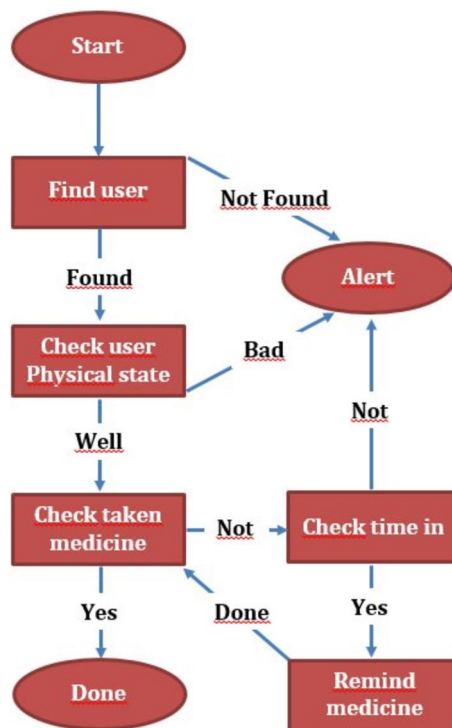 Start
Find user
Not Found
Found
Alert
Check user
Physical state
Bad
Well
Not
Check taken
medicine
Not
Check time in
Yes
Done
Yes
Done
Remind
medicine